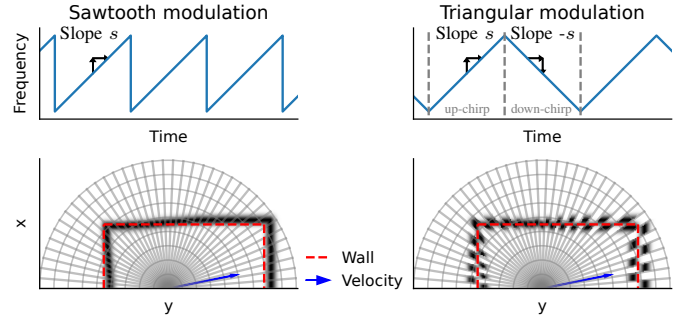 Sawtooth modulation
Triangular modulation
Slope s
Slope s
Slope -s
Frequency
up-chirp
down-chirp
Time
Time
x
Wall
Velocity
y
y